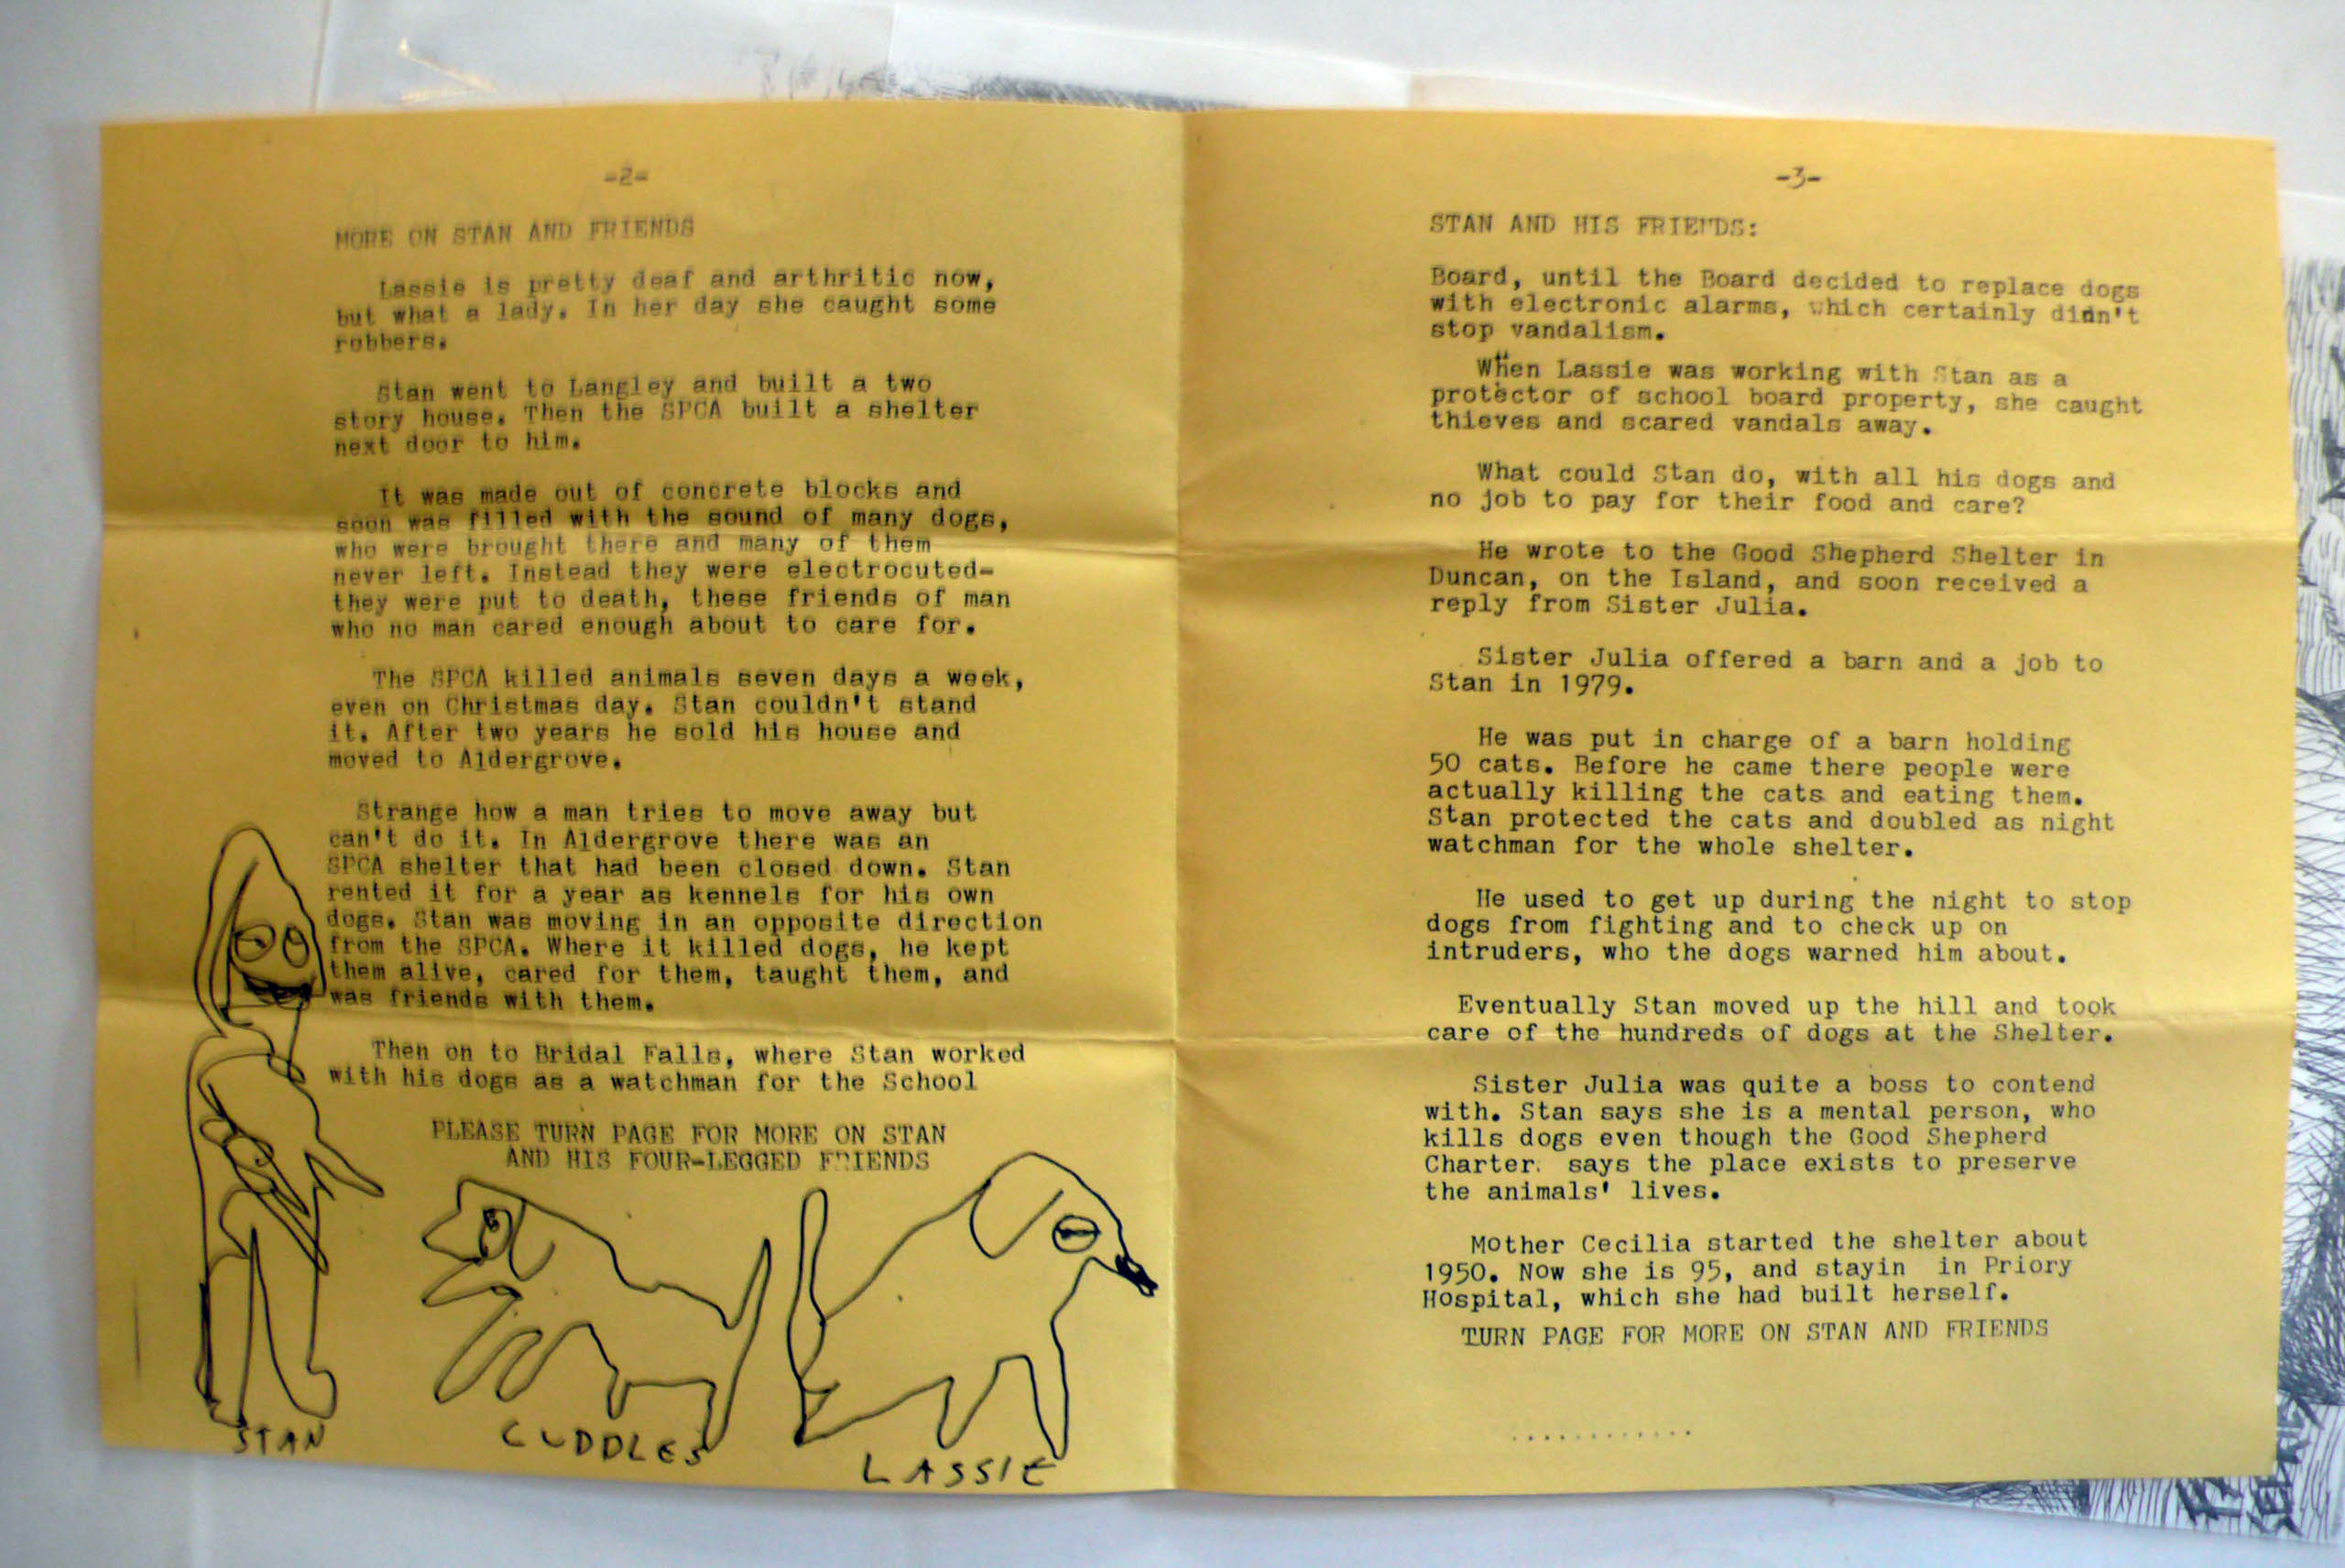 -2-
MORE ON STAN AND FRIENDS
Lassie is pretty deaf and arthritic now,
but what a lady. In her day she caught some
robbers.
Stan went to Langley and built a two
story house. Then the SPCA built a shelter
next door to him.
It was made out of concrete blocks and
soon was filled with the sound of many dogs,
who were brought there and many of them
never left. Instead they were electrocuted-
they were put to death, these friends of man
who no man cared enough about to care for.
The SPCA killed animals seven days a week,
even on Christmas day. Stan couldn't stand
it. After two years he sold his house and
moved to Aldergrove.
Strange how a man tries to move away but
can't do it. In Aldergrove there was an
SPCA shelter that had been closed down. Stan
rented it for a year as kennels for his own
dogs. Stan was moving in an opposite direction
from the SPCA. Where it killed dogs, he kept
them alive, cared for them, taught them, and
was friends with them.
Then on to Bridal Falls, where Stan worked
with his dogs as a watchman for the School
PLEASE TURN PAGE FOR MORE ON STAN
AND HIS FOUR-LEGGED FRIENDS
STAN
CUDDLES
LASSIE
-3-
STAN AND HIS FRIENDS:
Board, until the Board decided to replace dogs
with electronic alarms, which certainly didn't
stop vandalism.
When Lassie was working with Stan as a
protector of school board property, she caught
thieves and scared vandals away.
What could Stan do, with all his dogs and
no job to pay for their food and care?
He wrote to the Good Shepherd Shelter in
Duncan, on the Island, and soon received a
reply from Sister Julia.
Sister Julia offered a barn and a job to
Stan in 1979.
He was put in charge of a barn holding
50 cats. Before he came there people were
actually killing the cats and eating them.
Stan protected the cats and doubled as night
watchman for the whole shelter.
He used to get up during the night to stop
dogs from fighting and to check up on
intruders, who the dogs warned him about.
Eventually Stan moved up the hill and took
care of the hundreds of dogs at the Shelter.
Sister Julia was quite a boss to contend
with. Stan says she is a mental person, who
kills dogs even though the Good Shepherd
Charter. says the place exists to preserve
the animals' lives.
Mother Cecilia started the shelter about
1950. Now she is 95, and stayin in Priory
Hospital, which she had built herself.
TURN PAGE FOR MORE ON STAN AND FRIENDS
............